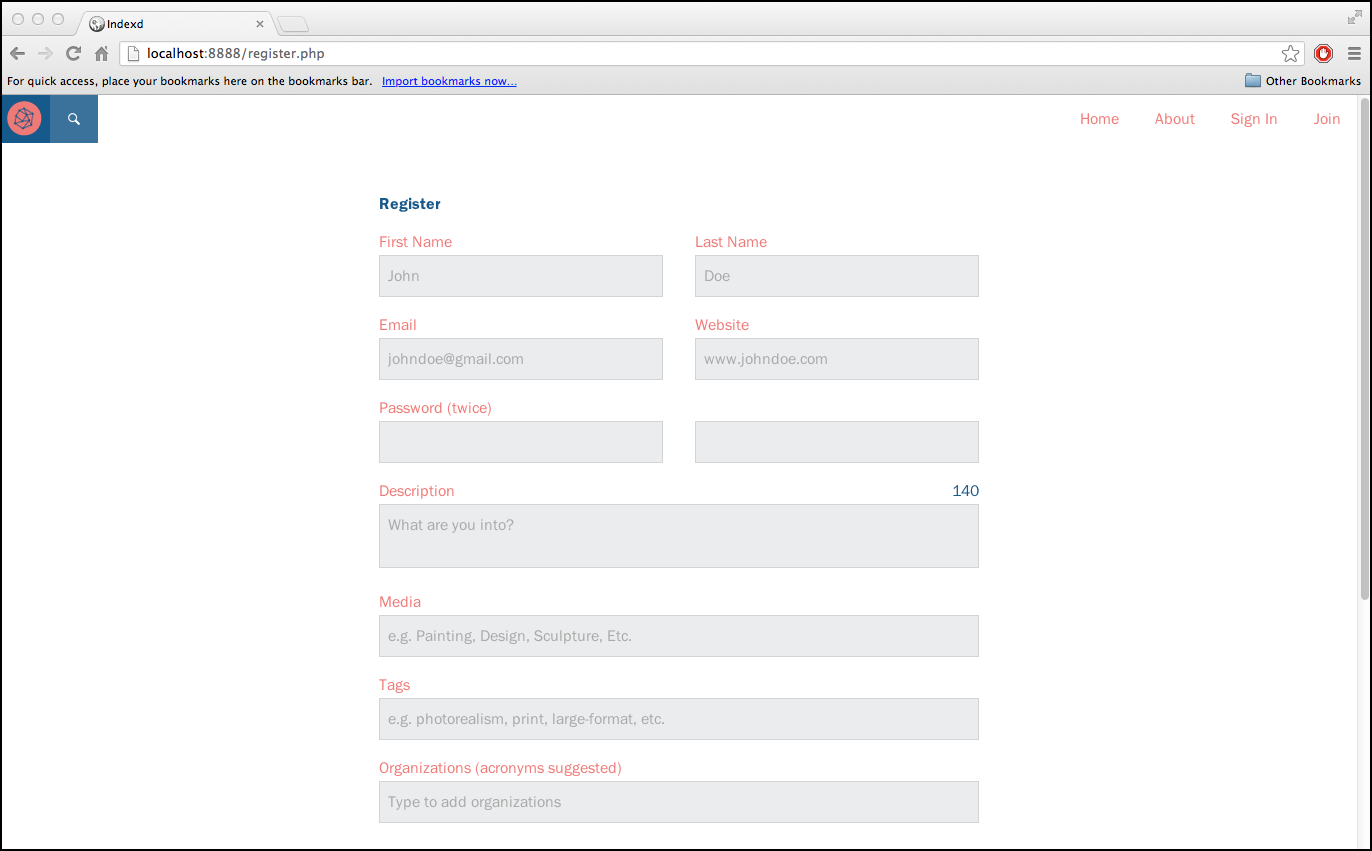 Indexd
localhost:8888/register.php
For quick access, place your bookmarks here on the bookmarks bar. Import bookmarks now... Other Bookmarks
Home About Sign In Join
Register
First Name Last Name
John Doe
Email Website
johndoe@gmail.com www.johndoe.com
Password (twice)
Description 140
What are you into?
Media
e.g. Painting, Design, Sculpture, Etc.
Tags
e.g. photorealism, print, large-format, etc.
Organizations (acronyms suggested)
Type to add organizations